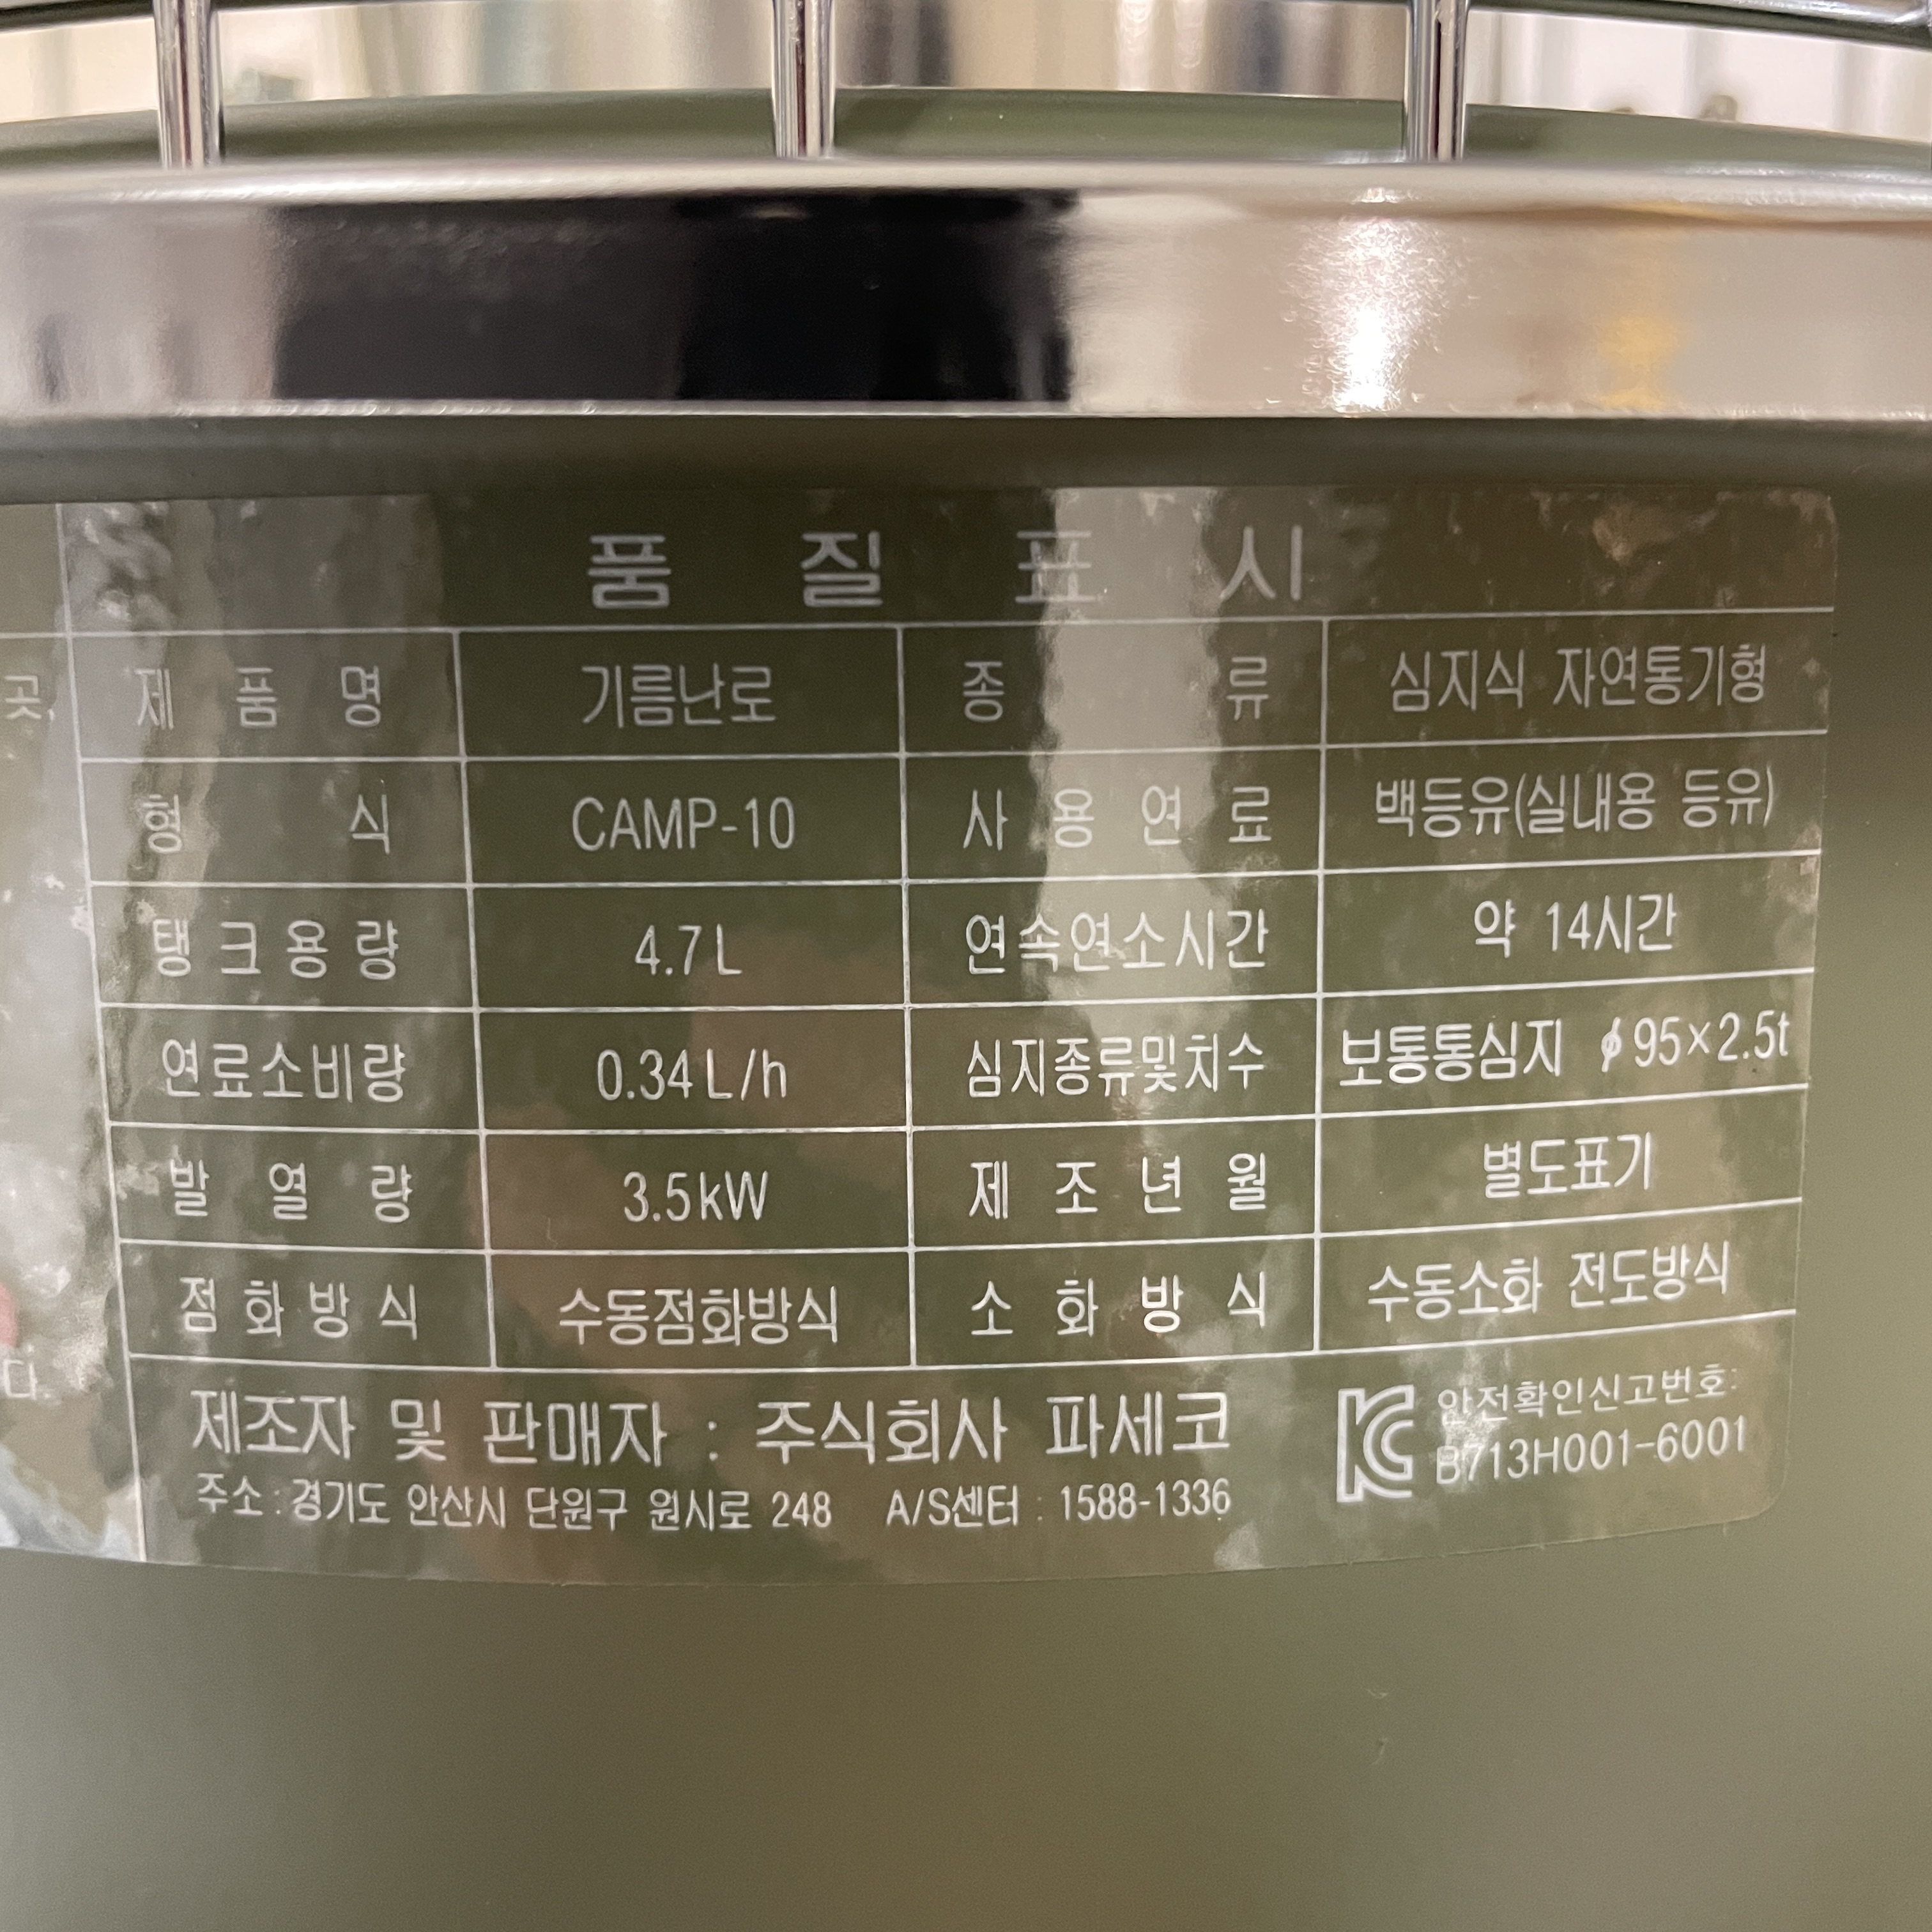 품 질 표 시
곳,
제 품 명 기름난로 종 류 심지식 자연통기형
형 식 CAMP-10 사 용 연 료 백등유(실내용 등유)
탱 크 용 량 4.7L 연속연소시간 약 14시간
연료소비량 0.34L/h 심지종류및치수 보통통심지 ϕ95×2.5t
발 열 량 3.5kW 제 조 년 월 별도표기
점 화 방 식 수동점화방식 소 화 방 식 수동소화 전도방식
다.
제조자 및 판매자 : 주식회사 파세코
주소 : 경기도 안산시 단원구 원시로 248 A/S센터 : 1588-1336
KC 안전확인신고번호:
B713H001-6001